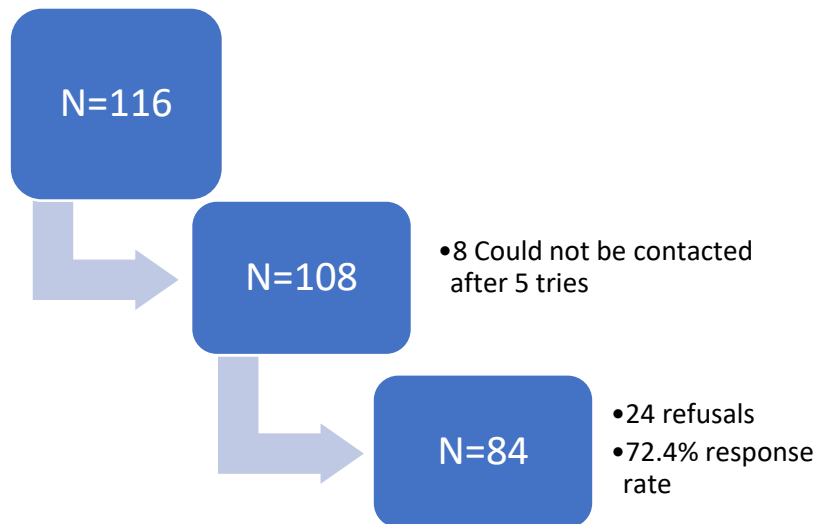 N=116
N=108
•8 Could not be contacted
after 5 tries
N=84
•24 refusals
•72.4% response
rate